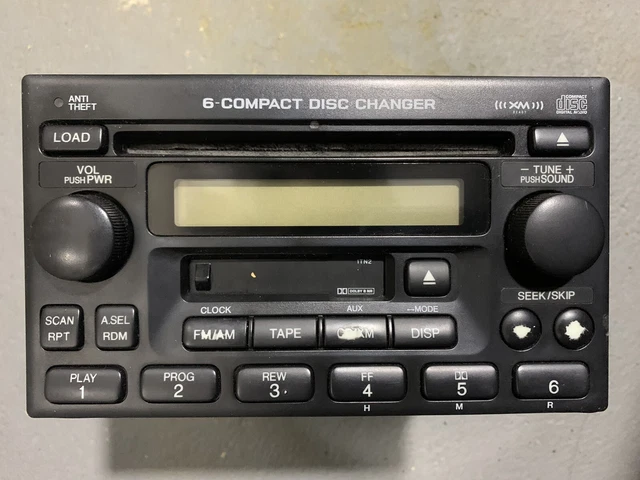 ANTI
THEFT
6-COMPACT DISC CHANGER
XM
COMPACT
disc
DIGITAL AUDIO
LOAD
VOL
PUSH PWR
− TUNE +
PUSH SOUND
1TN2
DOLBY B NR
SEEK/SKIP
CLOCK
AUX
MODE
SCAN
RPT
A.SEL
RDM
FM/AM
TAPE
DISP
PLAY
1
PROG
2
REW
3
FF
4
5
6
H
M
R